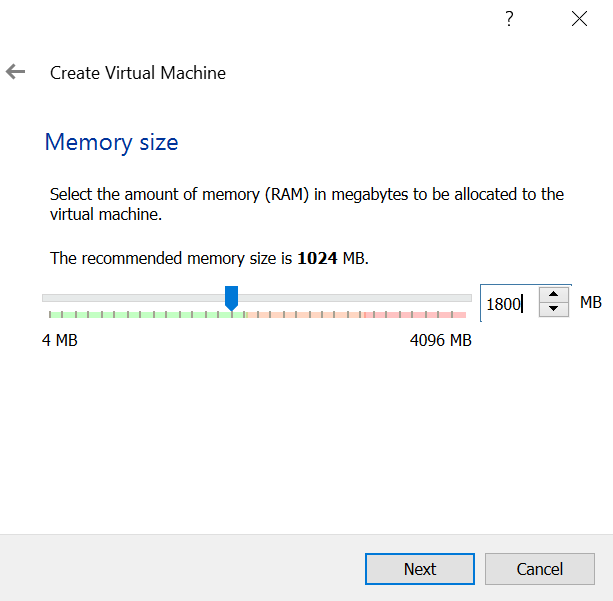 ?
Create Virtual Machine
Memory size
Select the amount of memory (RAM) in megabytes to be allocated to the
virtual machine.
The recommended memory size is 1024 MB.
1800 MB
4 MB 4096 MB
Next Cancel